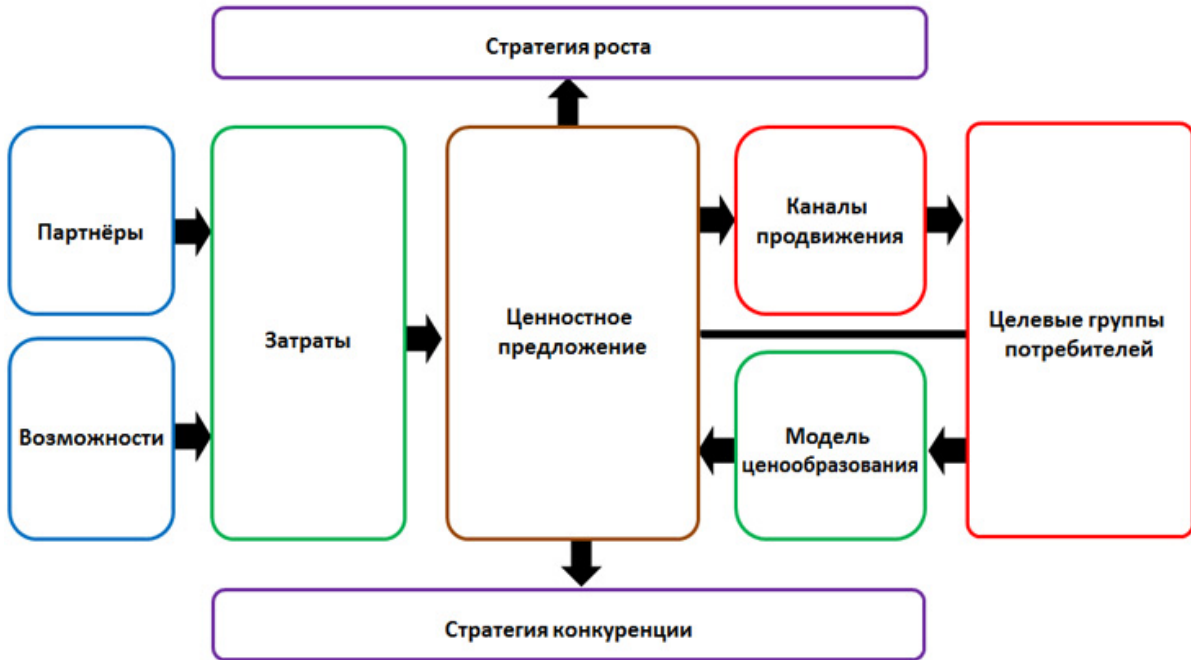 Стратегия роста
Партнёры
Возможности
Затраты
Ценностное
предложение
Каналы
продвижения
Модель
ценообразования
Целевые группы
потребителей
Стратегия конкуренции